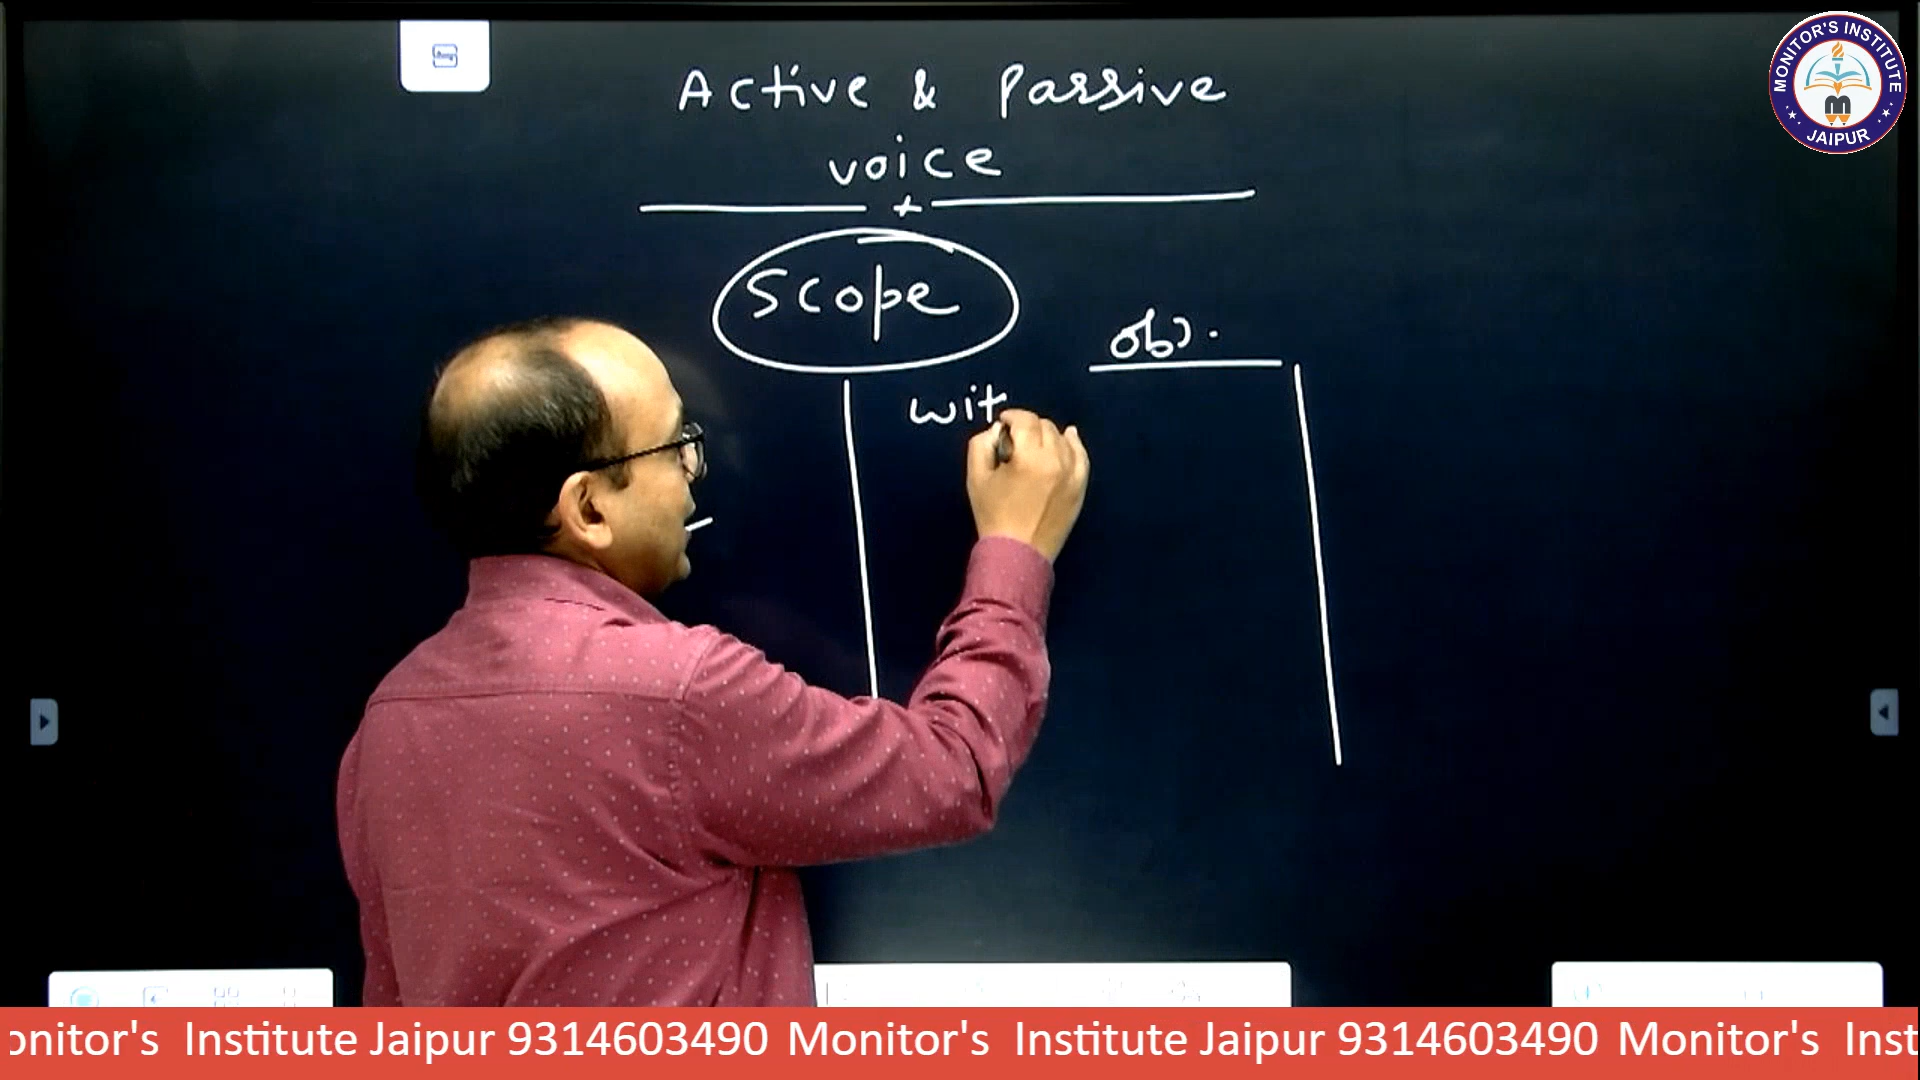 Active & Passive
voice
Scope
obj.
wit
MONITOR'S INSTITUTE
JAIPUR
onitor's Institute Jaipur 9314603490 Monitor's Institute Jaipur 9314603490 Monitor's Inst